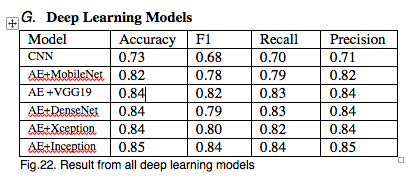 G. Deep Learning Models
Model Accuracy F1 Recall Precision
CNN 0.73 0.68 0.70 0.71
AE+MobileNet 0.82 0.78 0.79 0.82
AE +VGG19 0.84 0.82 0.83 0.84
AE+DenseNet 0.84 0.79 0.83 0.84
AE+Xception 0.84 0.80 0.82 0.84
AE+Inception 0.85 0.84 0.84 0.85
Fig.22. Result from all deep learning models